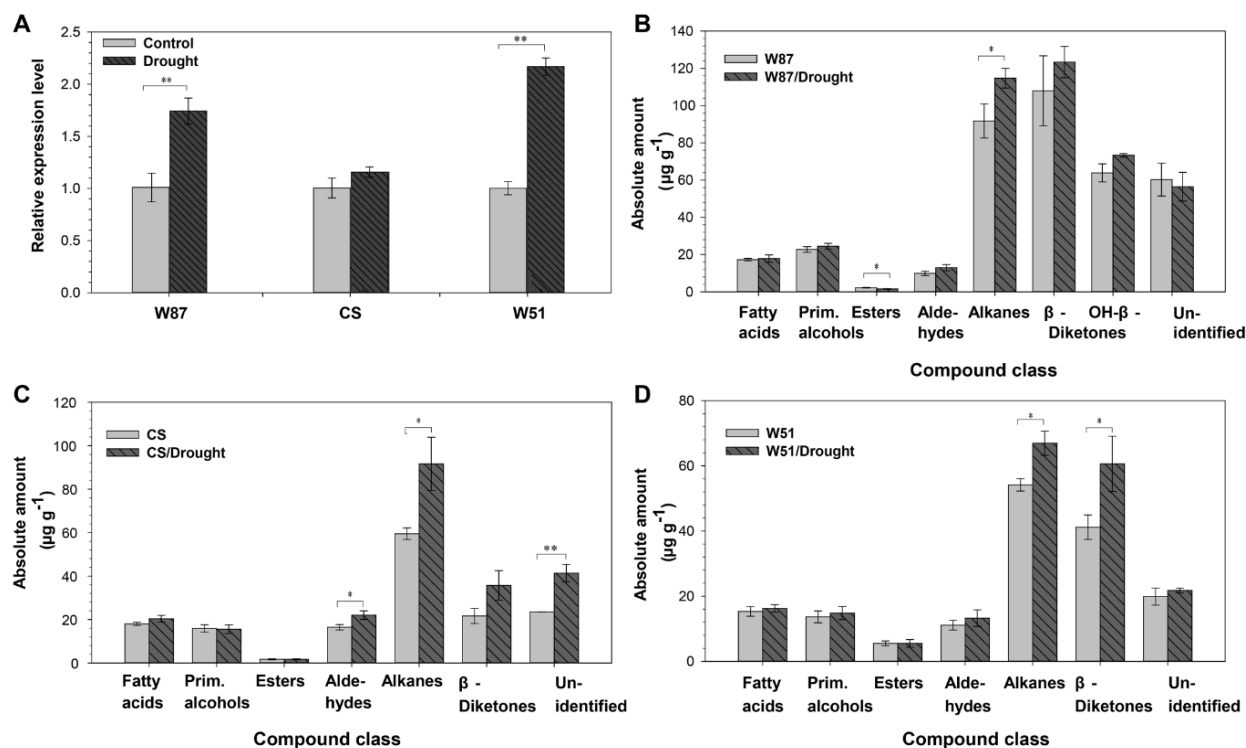 A
Relative expression level
2.5
2.0
1.5
1.0
0.5
0.0
Control
Drought
**
**
W87
CS
W51
B
Absolute amount
(µg g-1)
140
120
100
80
60
40
20
0
W87
W87/Drought
*
*
Fatty Prim. Esters Alde- Alkanes β - OH-β - Un-
acids alcohols hydes Diketones identified
Compound class
C
Absolute amount
(µg g-1)
120
100
80
60
40
20
0
CS
CS/Drought
*
*
**
Fatty Prim. Esters Alde- Alkanes β - Un-
acids alcohols hydes Diketones identified
Compound class
D
Absolute amount
(µg g-1)
80
60
40
20
0
W51
W51/Drought
*
*
Fatty Prim. Esters Alde- Alkanes β - Un-
acids alcohols hydes Diketones identified
Compound class